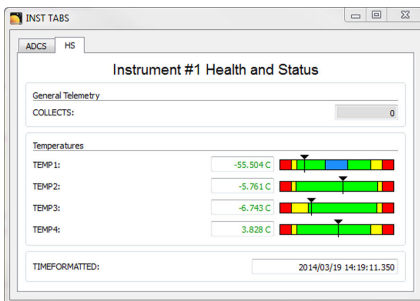 INST TABS
ADCS HS
Instrument #1 Health and Status
General Telemetry
COLLECTS: 0
Temperatures
TEMP1: -55.504 C
TEMP2: -5.761 C
TEMP3: -6.743 C
TEMP4: 3.828 C
TIMEFORMATTED: 2014/03/19 14:19:11.350